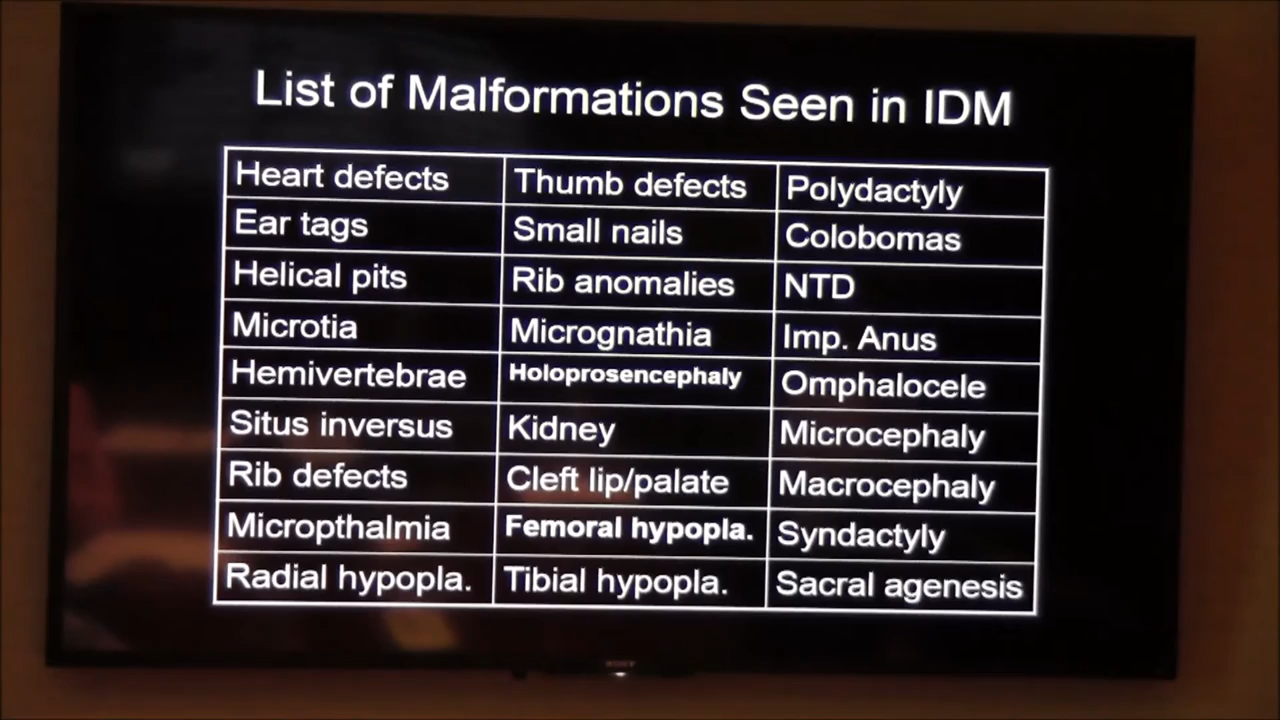 List of Malformations Seen in IDM
Heart defects Thumb defects Polydactyly
Ear tags Small nails Colobomas
Helical pits Rib anomalies NTD
Microtia Micrognathia Imp. Anus
Hemivertebrae Holoprosencephaly Omphalocele
Situs inversus Kidney Microcephaly
Rib defects Cleft lip/palate Macrocephaly
Micropthalmia Femoral hypopla. Syndactyly
Radial hypopla. Tibial hypopla. Sacral agenesis
SONY